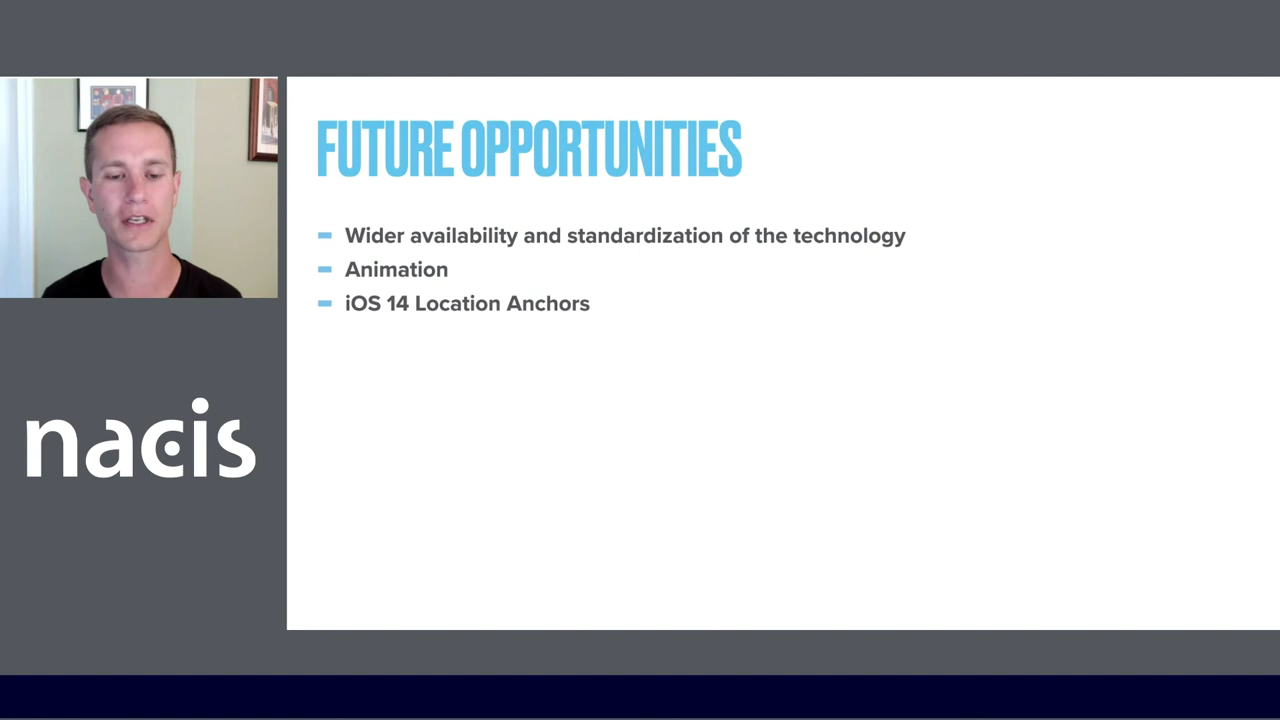 FUTURE OPPORTUNITIES
Wider availability and standardization of the technology
Animation
iOS 14 Location Anchors
nacis